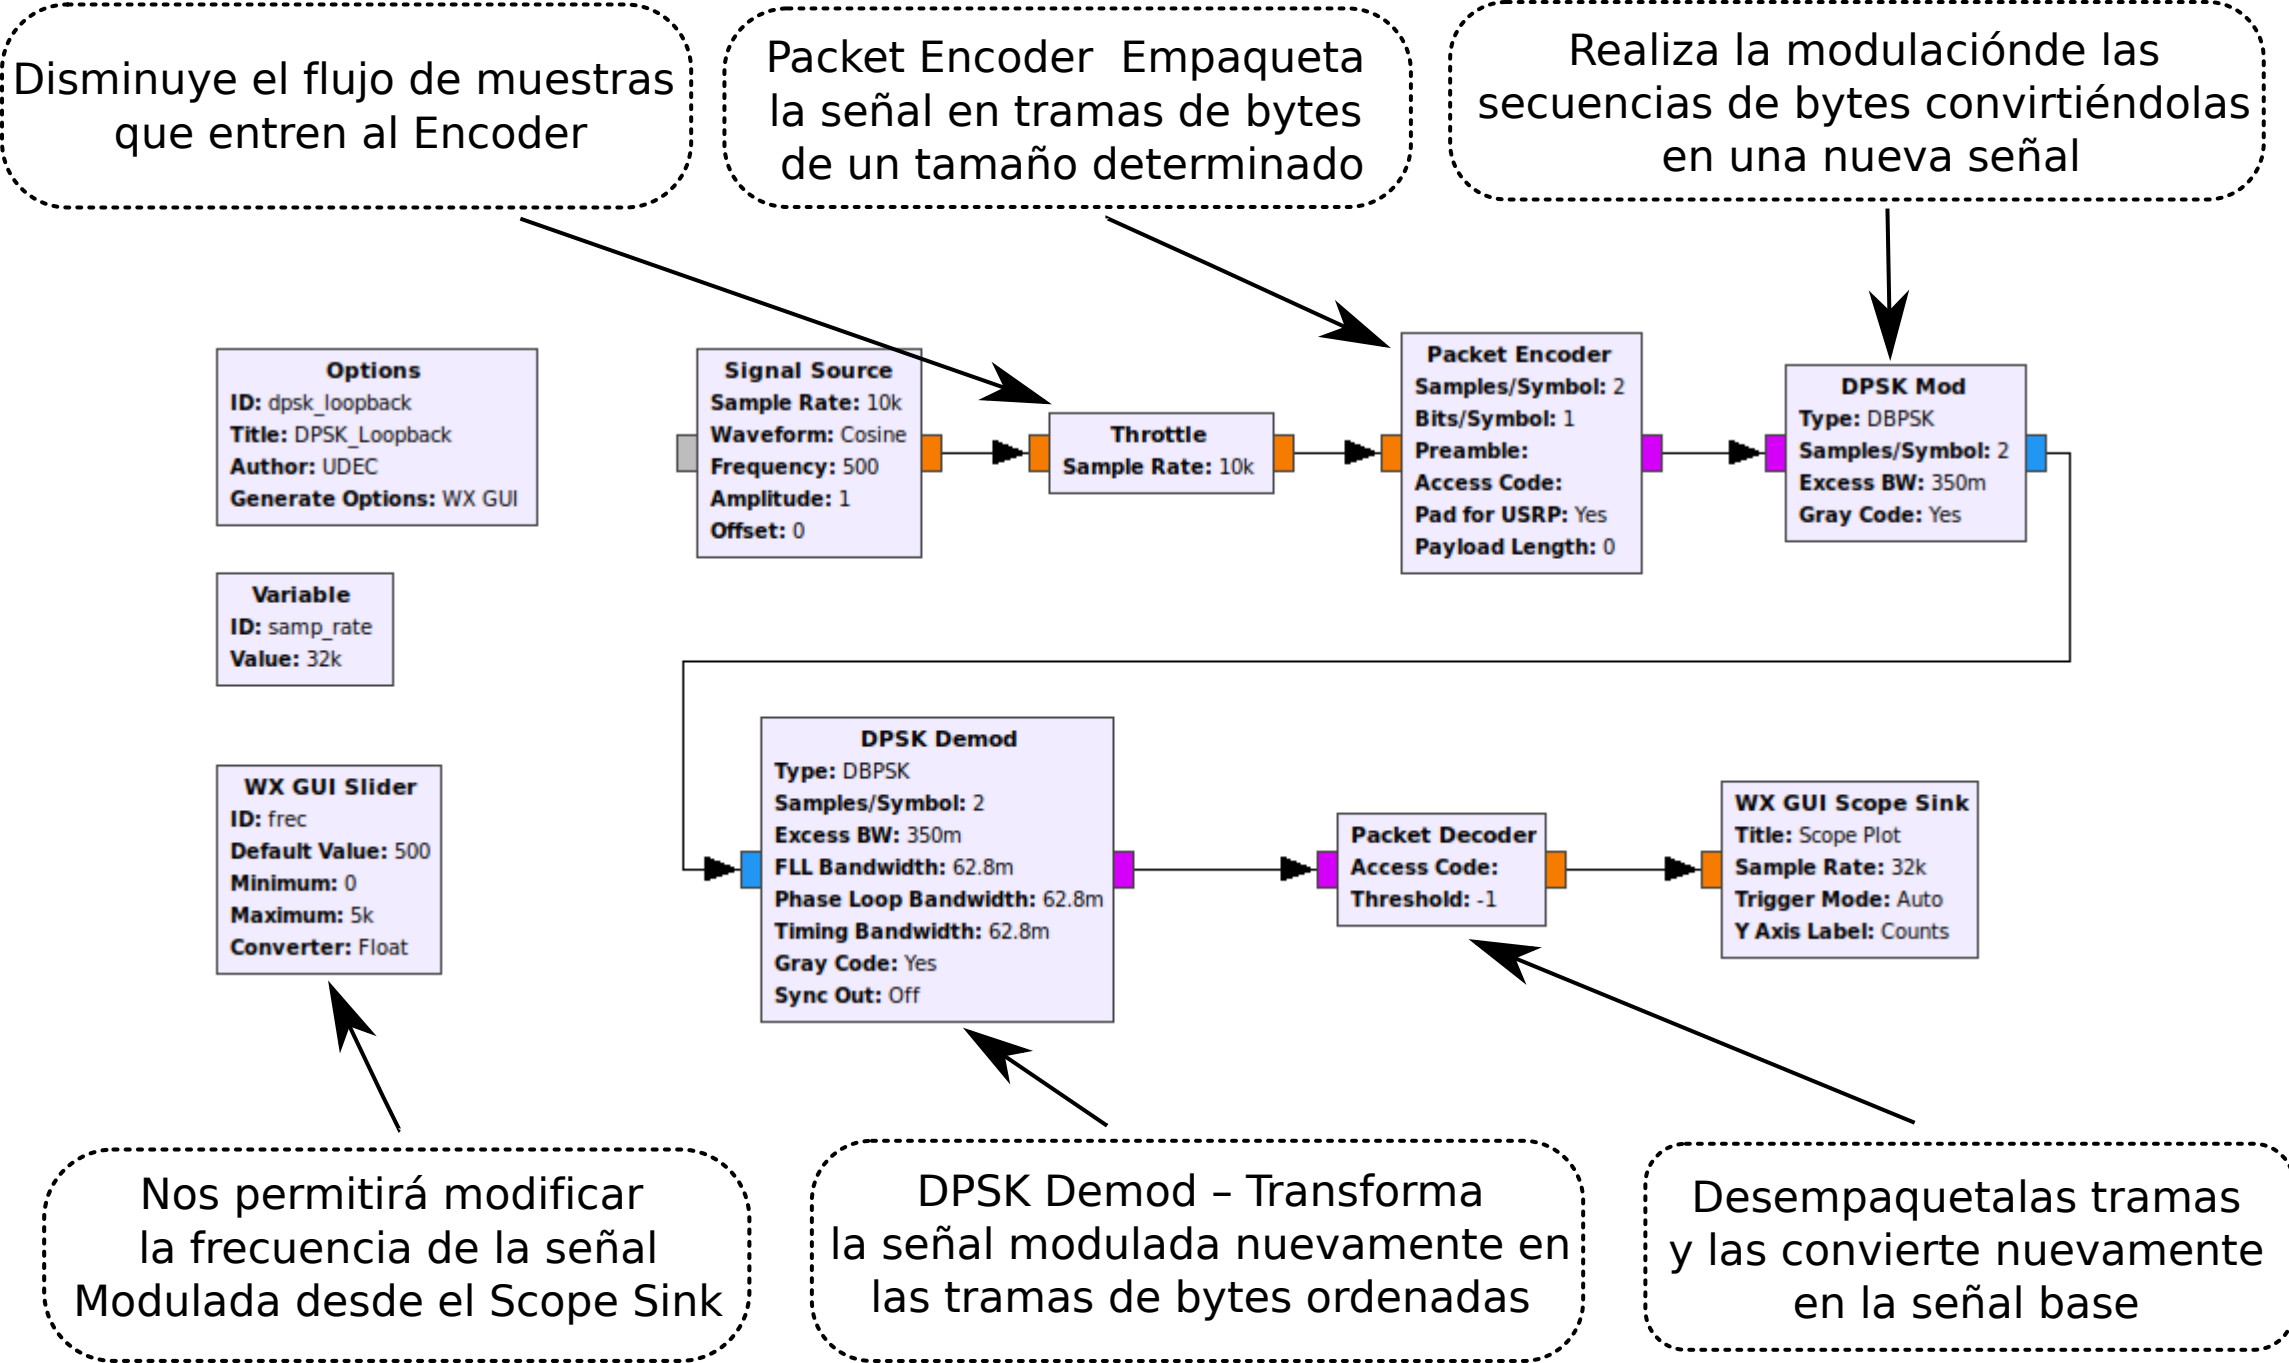 Disminuye el flujo de muestras
que entren al Encoder
Packet Encoder  Empaqueta
la señal en tramas de bytes
de un tamaño determinado
Realiza la modulaciónde las
secuencias de bytes convirtiéndolas
en una nueva señal
Options
ID: dpsk_loopback
Title: DPSK_Loopback
Author: UDEC
Generate Options: WX GUI
Signal Source
Sample Rate: 10k
Waveform: Cosine
Frequency: 500
Amplitude: 1
Offset: 0
Throttle
Sample Rate: 10k
Packet Encoder
Samples/Symbol: 2
Bits/Symbol: 1
Preamble:
Access Code:
Pad for USRP: Yes
Payload Length: 0
DPSK Mod
Type: DBPSK
Samples/Symbol: 2
Excess BW: 350m
Gray Code: Yes
Variable
ID: samp_rate
Value: 32k
WX GUI Slider
ID: frec
Default Value: 500
Minimum: 0
Maximum: 5k
Converter: Float
DPSK Demod
Type: DBPSK
Samples/Symbol: 2
Excess BW: 350m
FLL Bandwidth: 62.8m
Phase Loop Bandwidth: 62.8m
Timing Bandwidth: 62.8m
Gray Code: Yes
Sync Out: Off
Packet Decoder
Access Code:
Threshold: -1
WX GUI Scope Sink
Title: Scope Plot
Sample Rate: 32k
Trigger Mode: Auto
Y Axis Label: Counts
Nos permitirá modificar
la frecuencia de la señal
Modulada desde el Scope Sink
DPSK Demod – Transforma
la señal modulada nuevamente en
las tramas de bytes ordenadas
Desempaquetalas tramas
y las convierte nuevamente
en la señal base